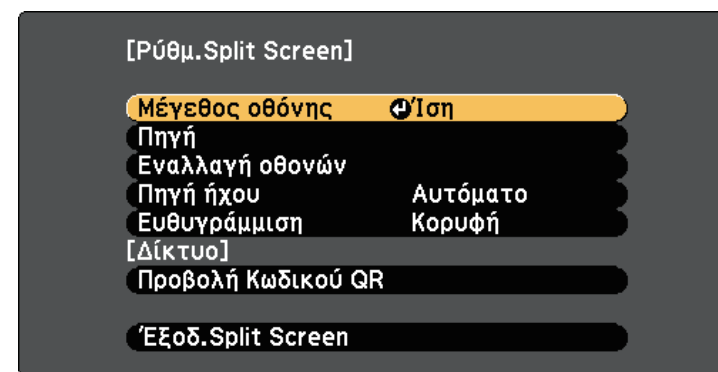 [Ρύθμ.Split Screen]
Μέγεθος οθόνης Ίση
Πηγή
Εναλλαγή οθονών
Πηγή ήχου Αυτόματο
Ευθυγράμμιση Κορυφή
[Δίκτυο]
Προβολή Κωδικού QR
Έξοδ.Split Screen